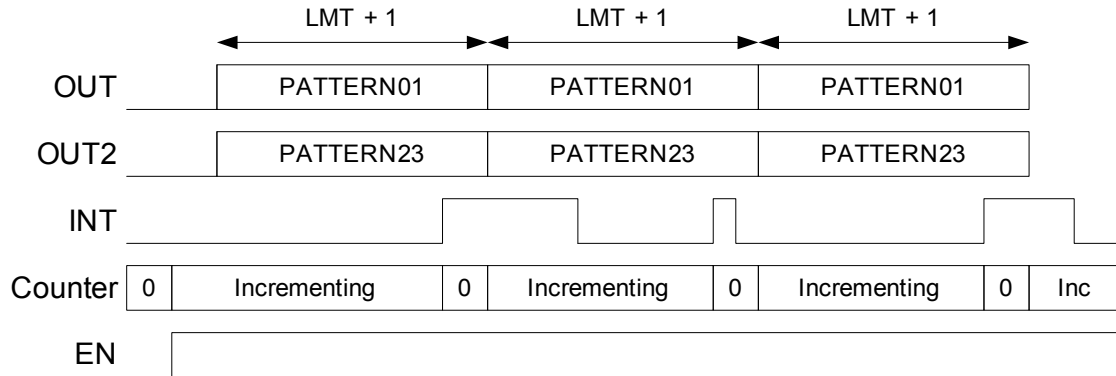 LMT + 1 LMT + 1 LMT + 1
OUT PATTERN01 PATTERN01 PATTERN01
OUT2 PATTERN23 PATTERN23 PATTERN23
INT
Counter 0 Incrementing 0 Incrementing 0 Incrementing 0 Inc
EN